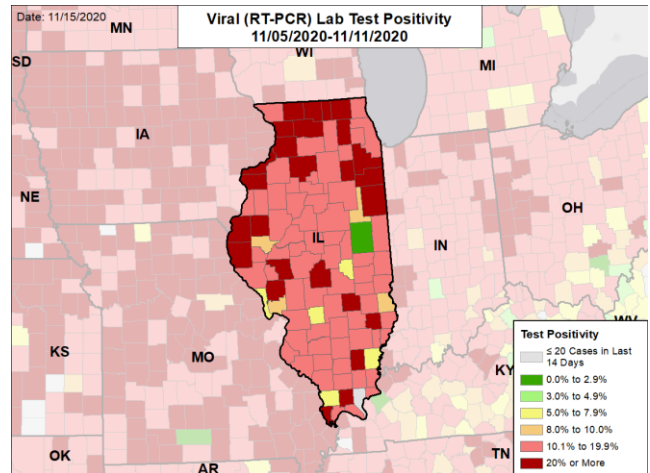 Date: 11/15/2020
Viral (RT-PCR) Lab Test Positivity
11/05/2020-11/11/2020
MN
WI
SD
MI
IA
NE
OH
IL
IN
WV
KS
MO
KY
OK
AR
TN
Test Positivity
≤ 20 Cases in Last
14 Days
0.0% to 2.9%
3.0% to 4.9%
5.0% to 7.9%
8.0% to 10.0%
10.1% to 19.9%
20% or More